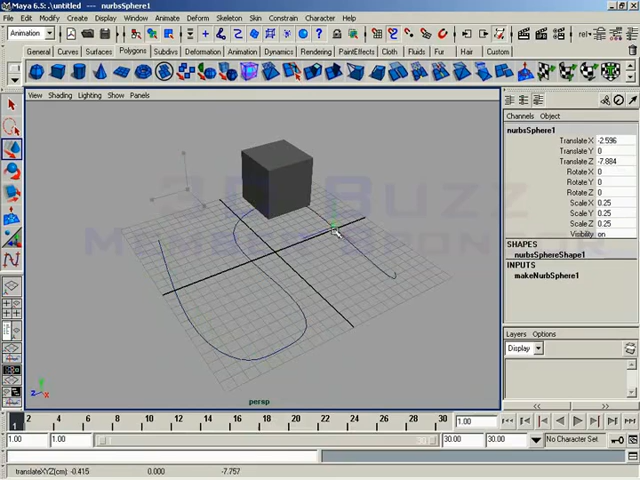 Maya 6.5: .\untitled --- nurbsSphere1
File Edit Modify Create Display Window Animate Deform Skeleton Skin Constrain Character Help
Animation
General Curves Surfaces Polygons Subdivs Deformation Animation Dynamics Rendering PaintEffects Cloth Fluids Fur Hair Custom
View Shading Lighting Show Panels
Channels Object
nurbsSphere1
Translate X -2.596
Translate Y 0
Translate Z -7.884
Rotate X 0
Rotate Y 0
Rotate Z 0
Scale X 0.25
Scale Y 0.25
Scale Z 0.25
Visibility on
SHAPES
nurbsSphereShape1
INPUTS
makeNurbSphere1
3D Buzz
persp
Layers Options
Display
2 4 6 8 10 12 14 16 18 20 22 24 26 28 30
1.00
1.00 1.00 30.00 30.00 No Character Set
translateXYZ(cm): -0.415 0.000 -7.757